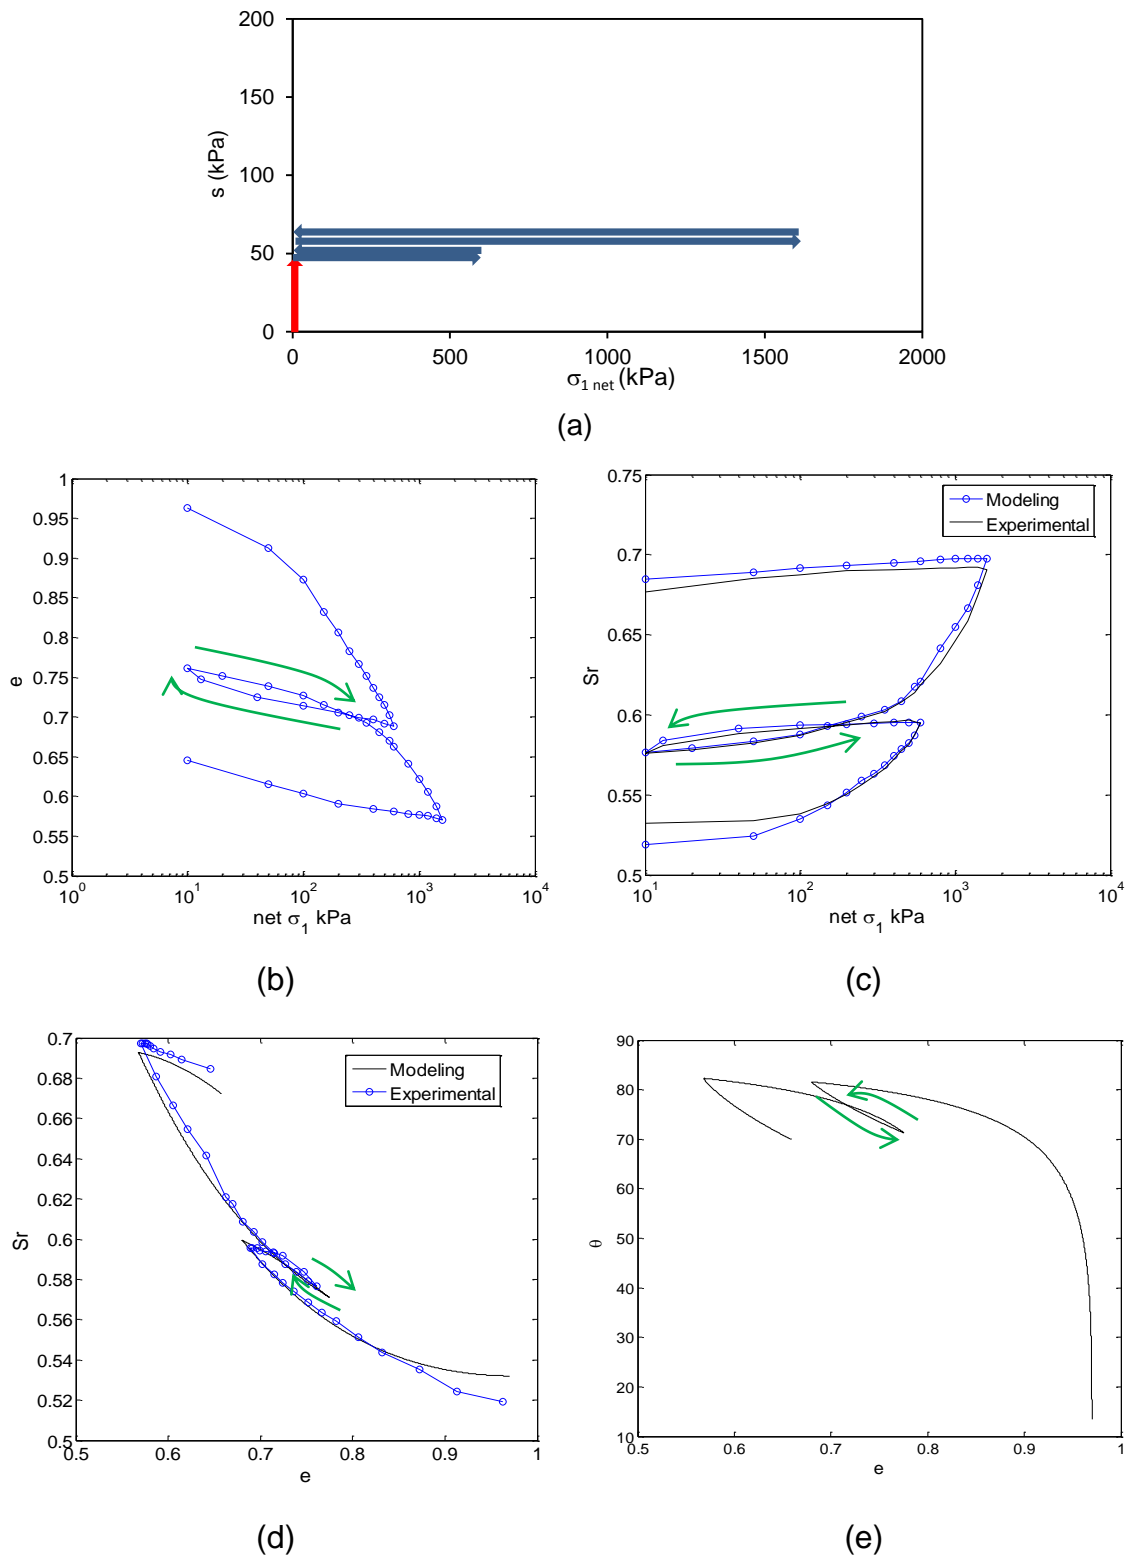 200
150
100
50
0
s (kPa)
0 500 1000 1500 2000
σ1 net (kPa)
(a)
1
0.95
0.9
0.85
0.8
0.75
0.7
0.65
0.6
0.55
0.5
e
10^0 10^1 10^2 10^3 10^4
net σ1 kPa
(b)
0.75
0.7
0.65
0.6
0.55
0.5
Sr
Modeling
Experimental
10^1 10^2 10^3 10^4
net σ1 kPa
(c)
0.7
0.68
0.66
0.64
0.62
0.6
0.58
0.56
0.54
0.52
0.5
Sr
Modeling
Experimental
0.5 0.6 0.7 0.8 0.9 1
e
(d)
90
80
70
60
50
40
30
20
10
θ
0.5 0.6 0.7 0.8 0.9 1
e
(e)